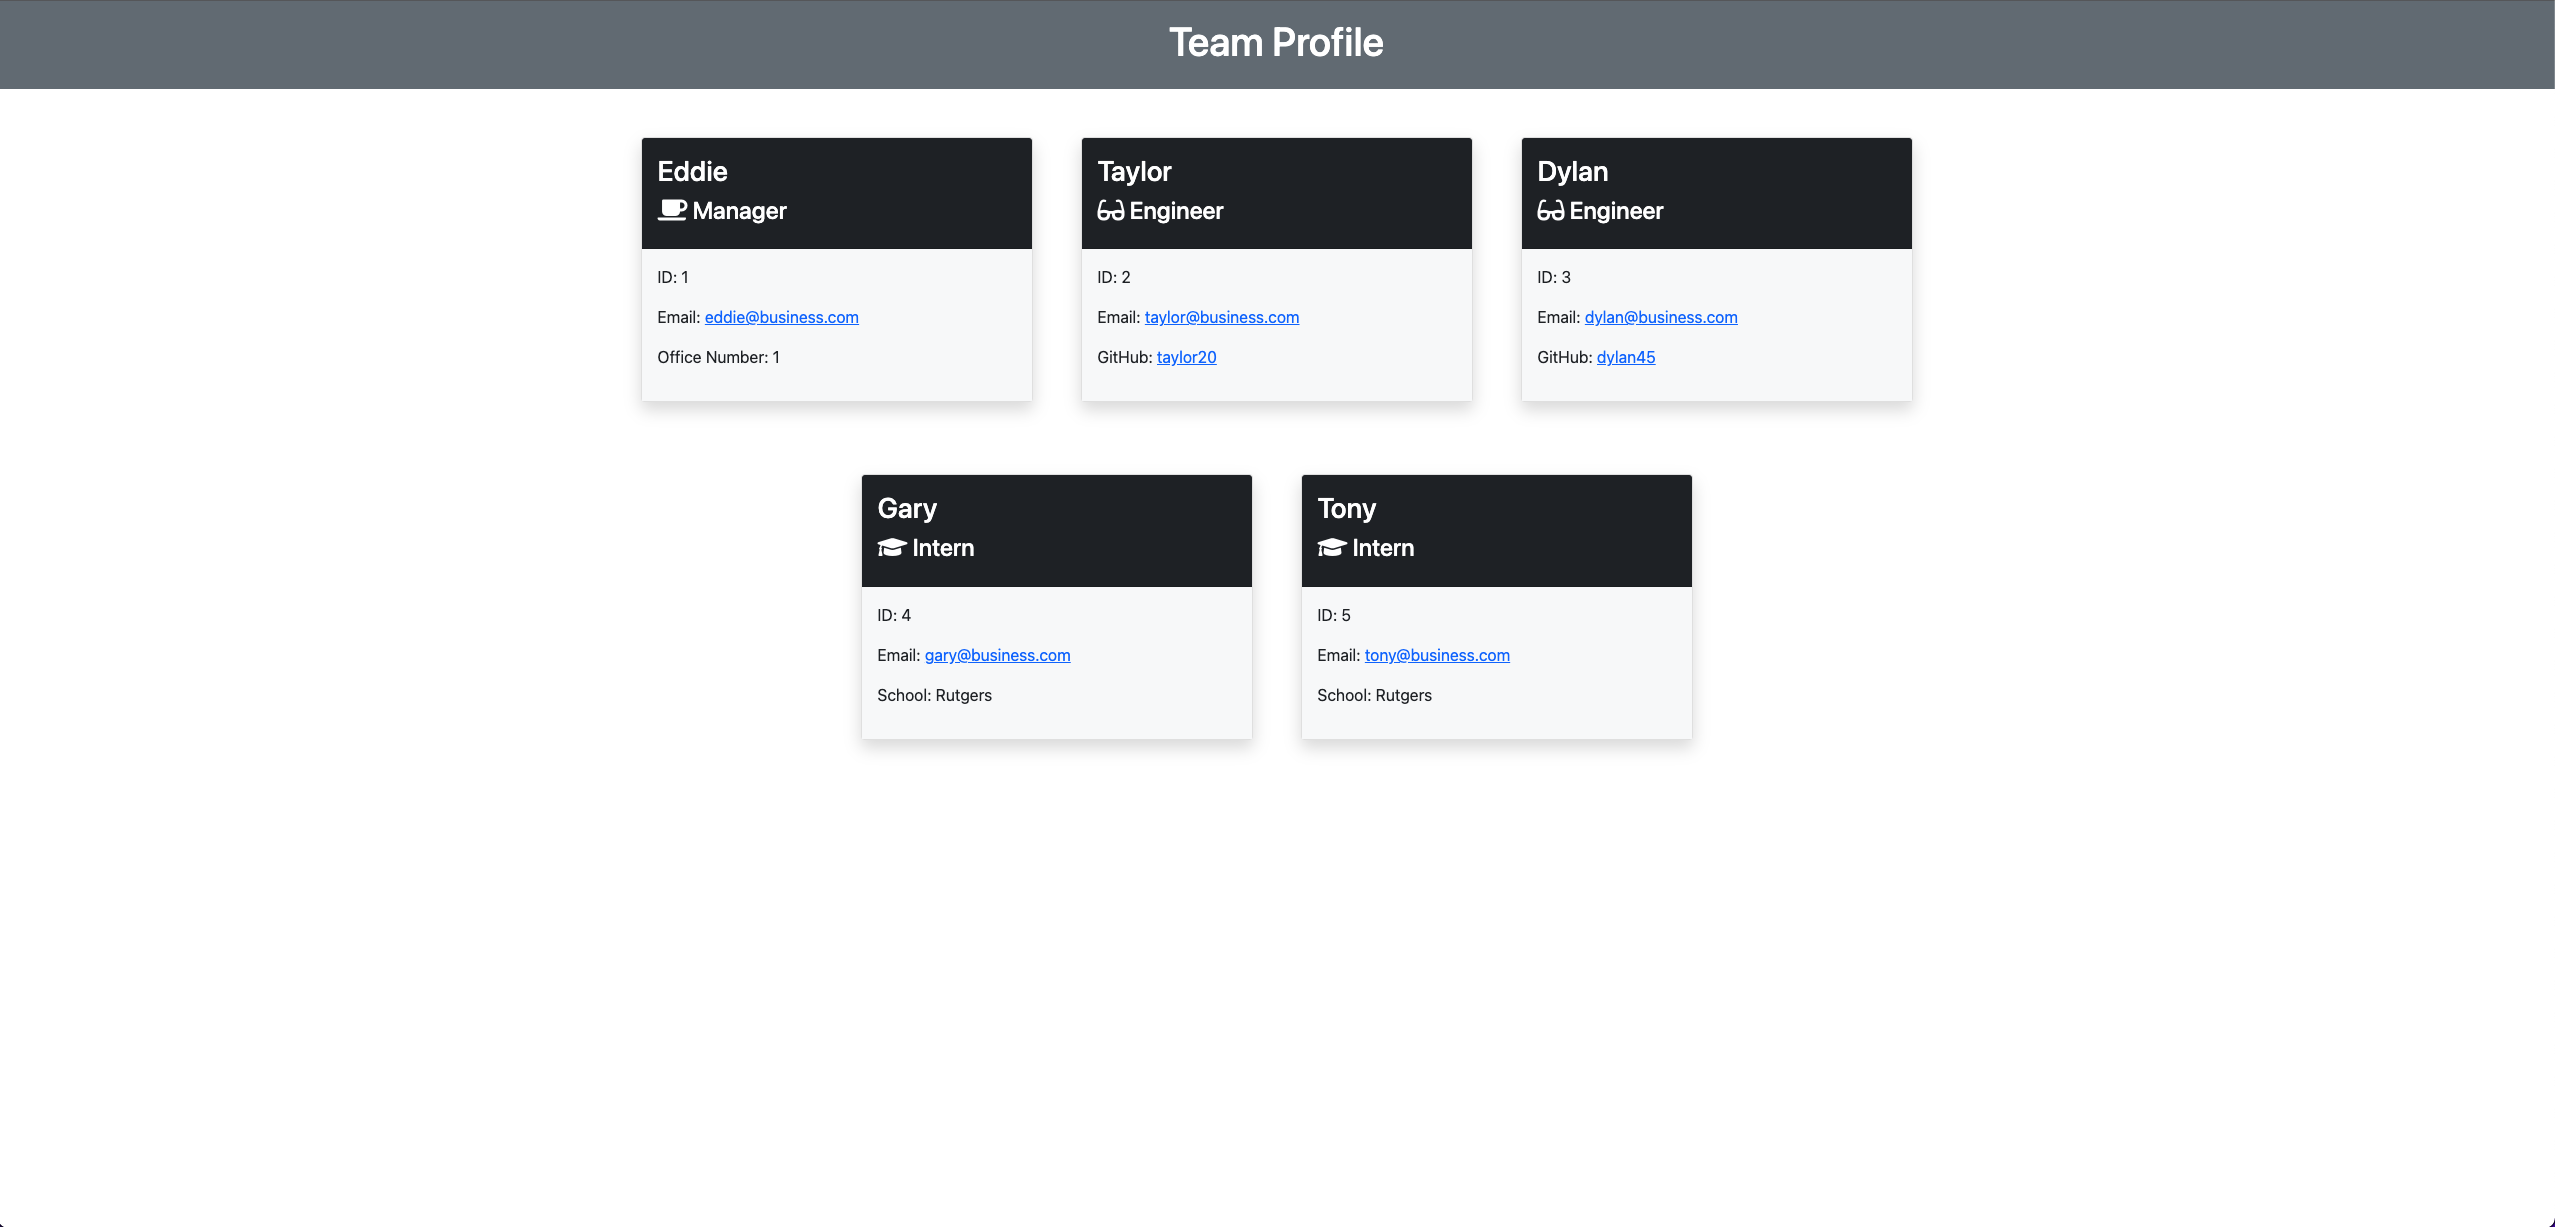 Team Profile
Eddie
Manager
ID: 1
Email: eddie@business.com
Office Number: 1
Taylor
Engineer
ID: 2
Email: taylor@business.com
GitHub: taylor20
Dylan
Engineer
ID: 3
Email: dylan@business.com
GitHub: dylan45
Gary
Intern
ID: 4
Email: gary@business.com
School: Rutgers
Tony
Intern
ID: 5
Email: tony@business.com
School: Rutgers